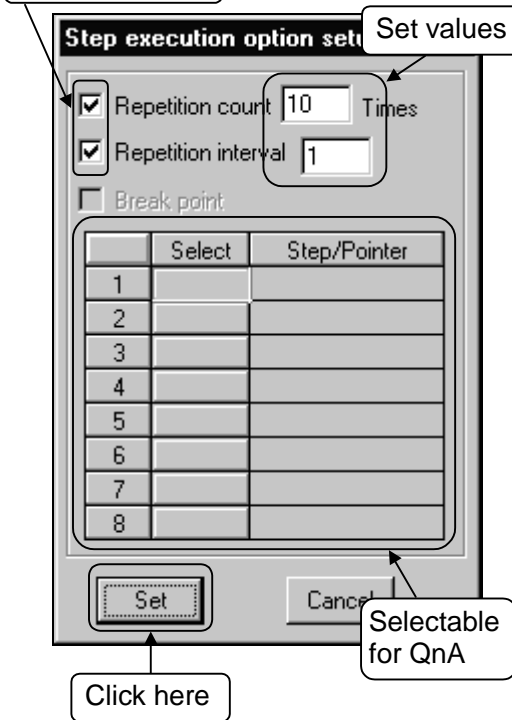 Step execution option set
Set values
Repetition count 10 Times
Repetition interval 1
Break point
Select Step/Pointer
1
2
3
4
5
6
7
8
Set Cancel
Selectable
for QnA
Click here